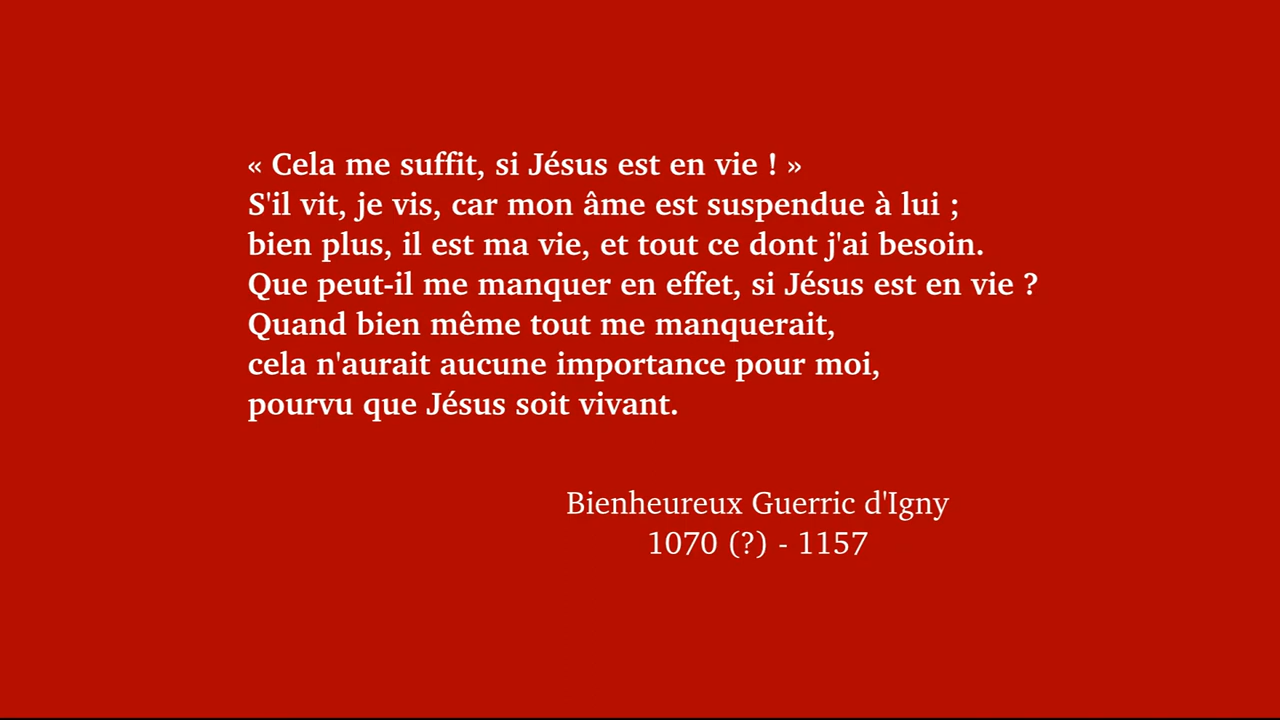 « Cela me suffit, si Jésus est en vie ! »
S'il vit, je vis, car mon âme est suspendue à lui ;
bien plus, il est ma vie, et tout ce dont j'ai besoin.
Que peut-il me manquer en effet, si Jésus est en vie ?
Quand bien même tout me manquerait,
cela n'aurait aucune importance pour moi,
pourvu que Jésus soit vivant.
Bienheureux Guerric d'Igny
1070 (?) - 1157